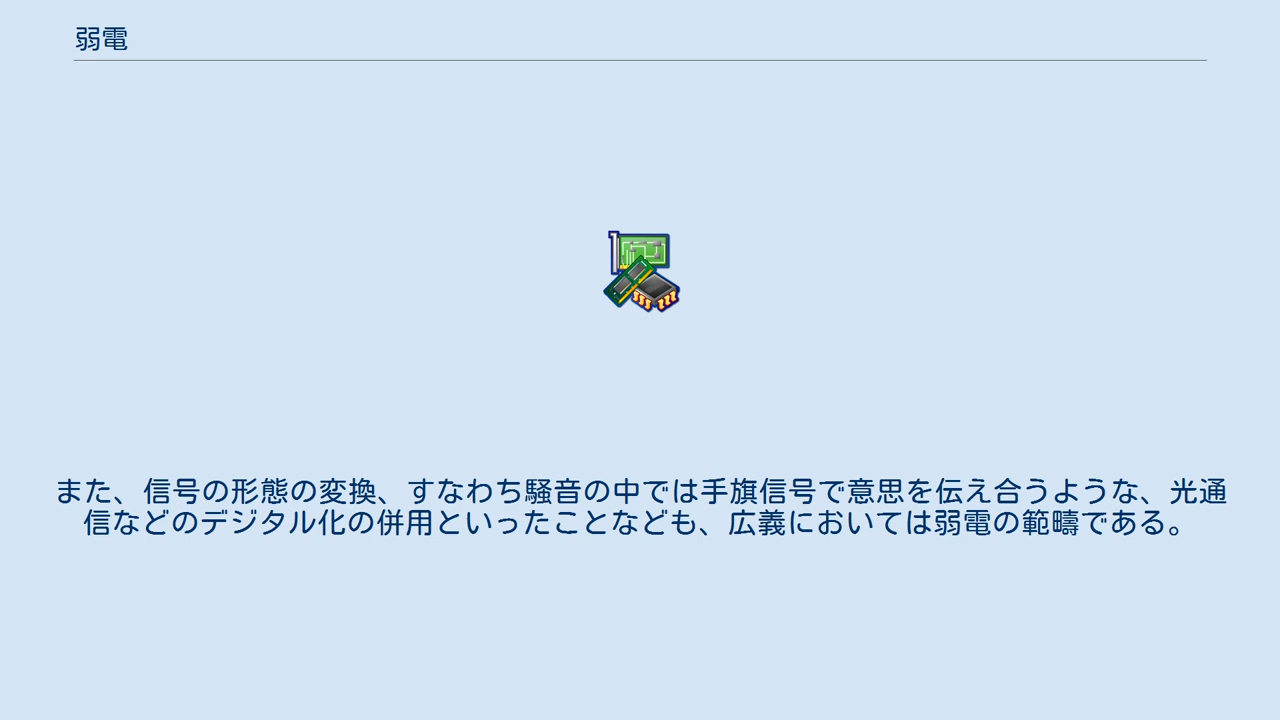 弱電
また、信号の形態の変換、すなわち騒音の中では手旗信号で意思を伝え合うような、光通
信などのデジタル化の併用といったことなども、広義においては弱電の範疇である。